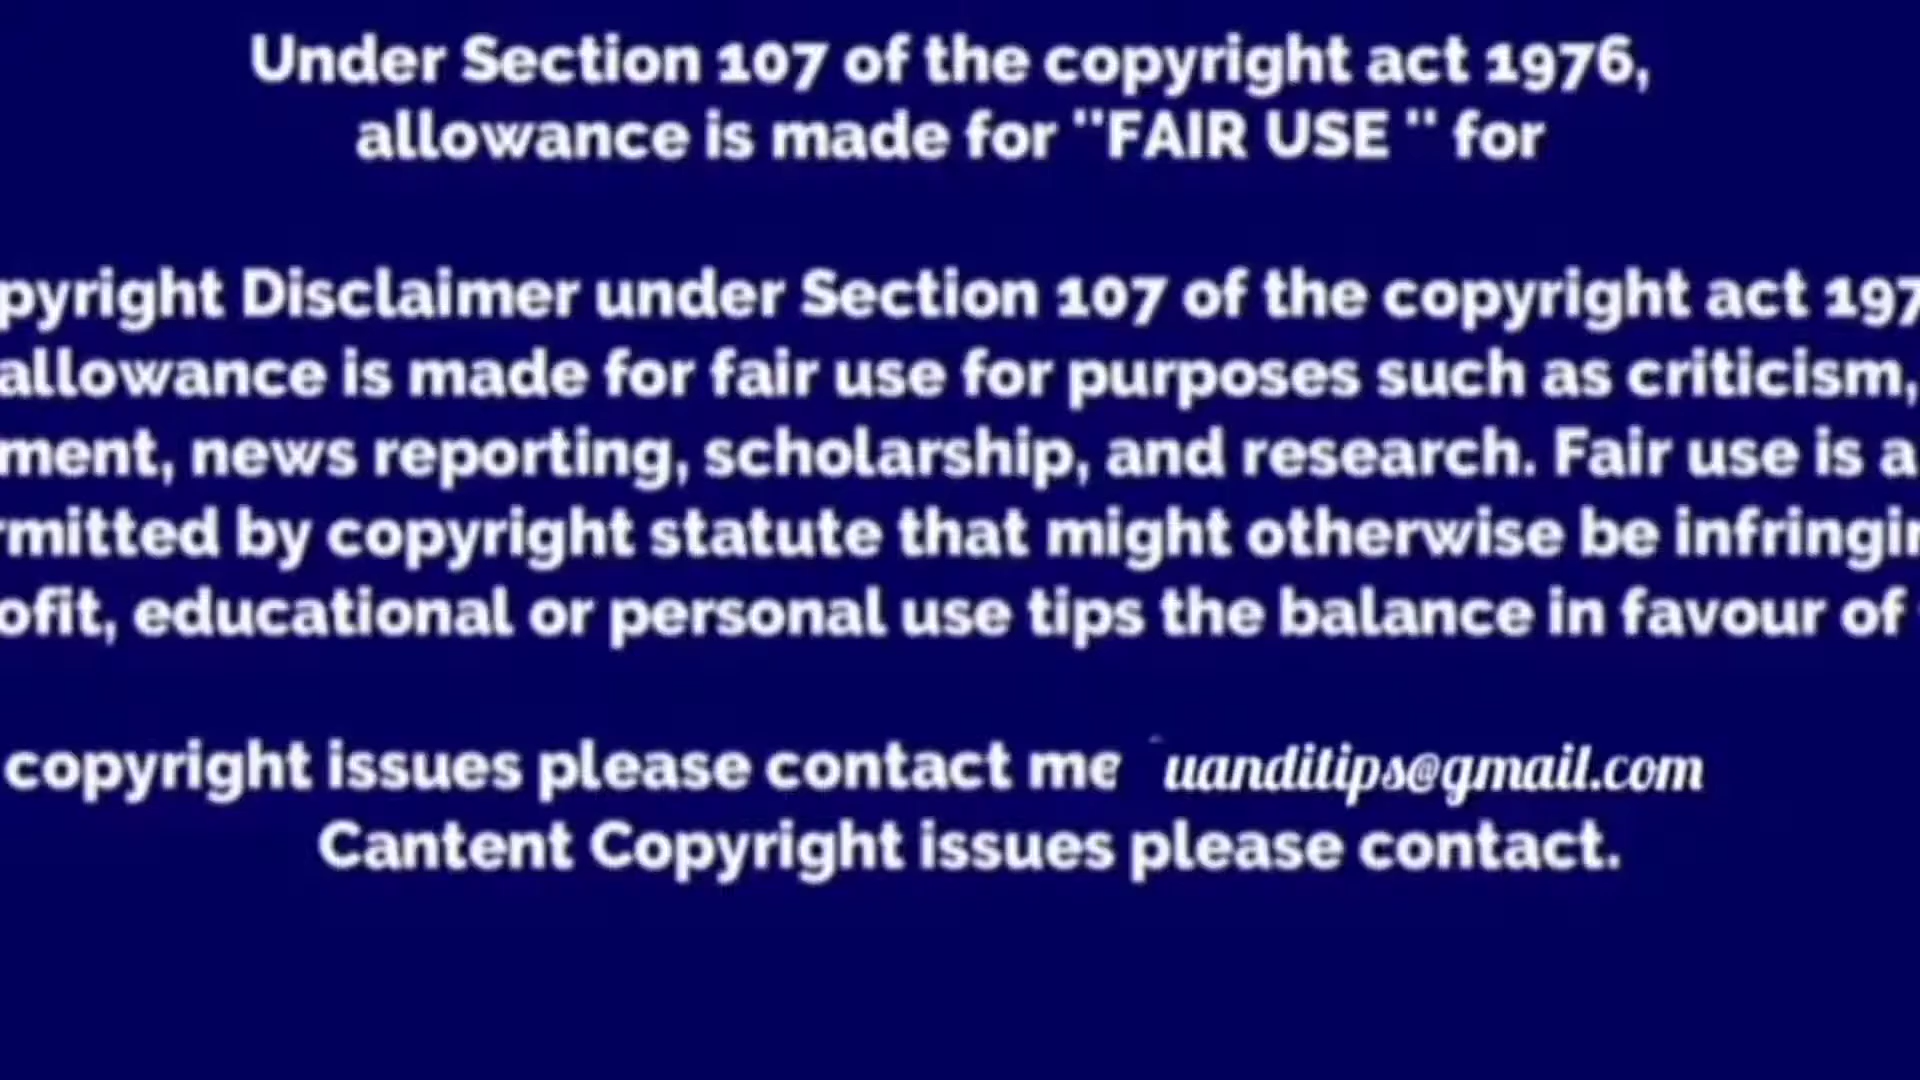 Under Section 107 of the copyright act 1976,
allowance is made for "FAIR USE " for
pyright Disclaimer under Section 107 of the copyright act 197
allowance is made for fair use for purposes such as criticism,
ment, news reporting, scholarship, and research. Fair use is a
rmitted by copyright statute that might otherwise be infringin
ofit, educational or personal use tips the balance in favour of
copyright issues please contact me uanditips@gmail.com
Cantent Copyright issues please contact.